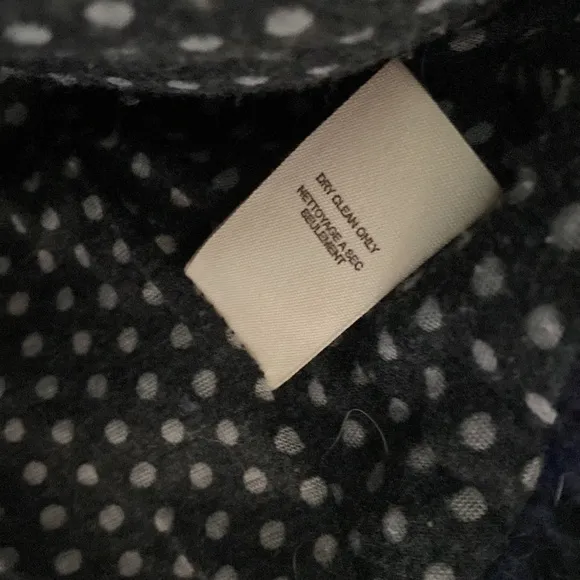 DRY CLEAN ONLY
NETTOYAGE A SEC
SEULEMENT